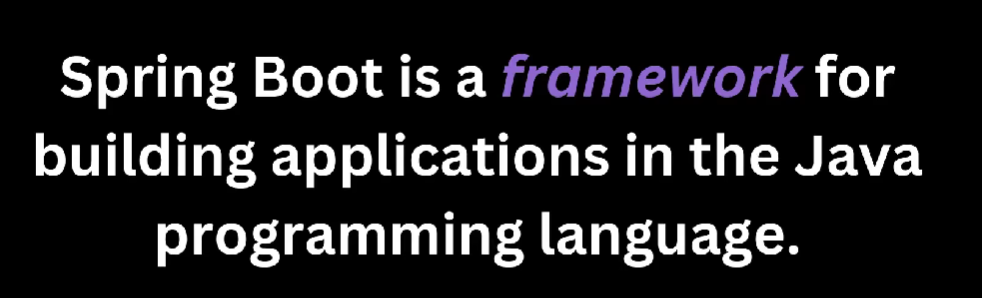 Spring Boot is a framework for
building applications in the Java
programming language.